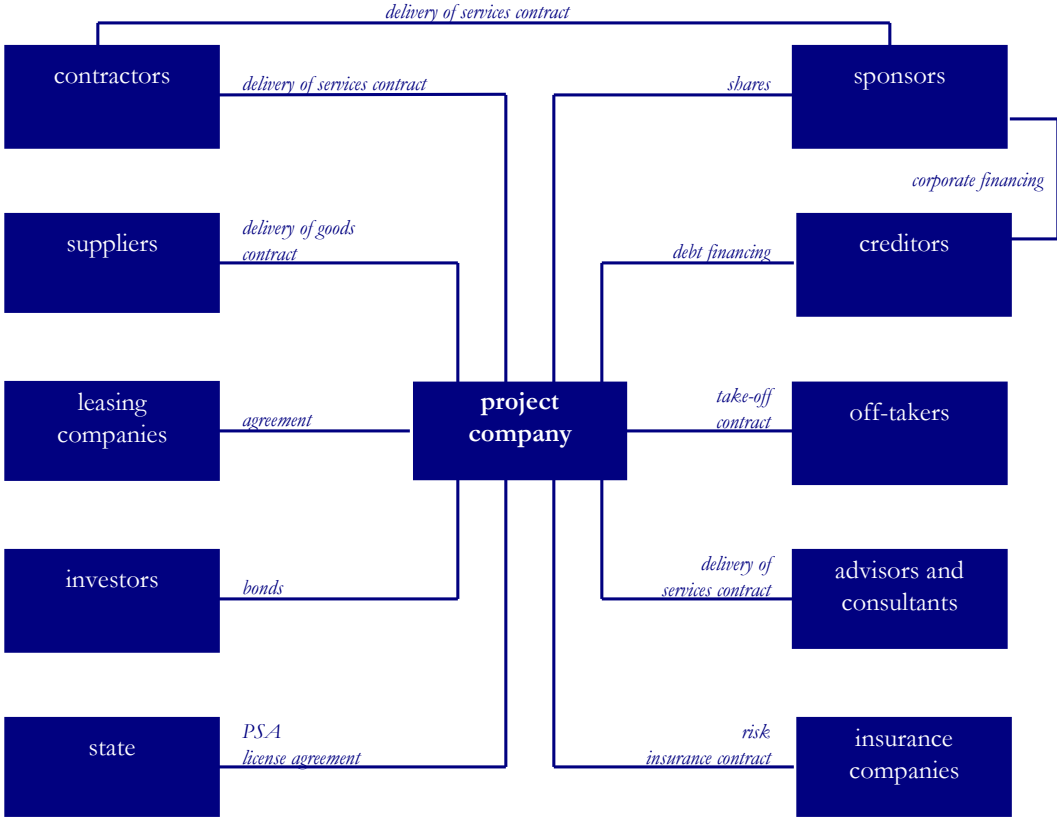 delivery of services contract
contractors
delivery of services contract
shares
sponsors
corporate financing
suppliers
delivery of goods
contract
debt financing
creditors
leasing
companies
agreement
project
company
take-off
contract
off-takers
investors
bonds
delivery of
services contract
advisors and
consultants
state
PSA
license agreement
risk
insurance contract
insurance
companies